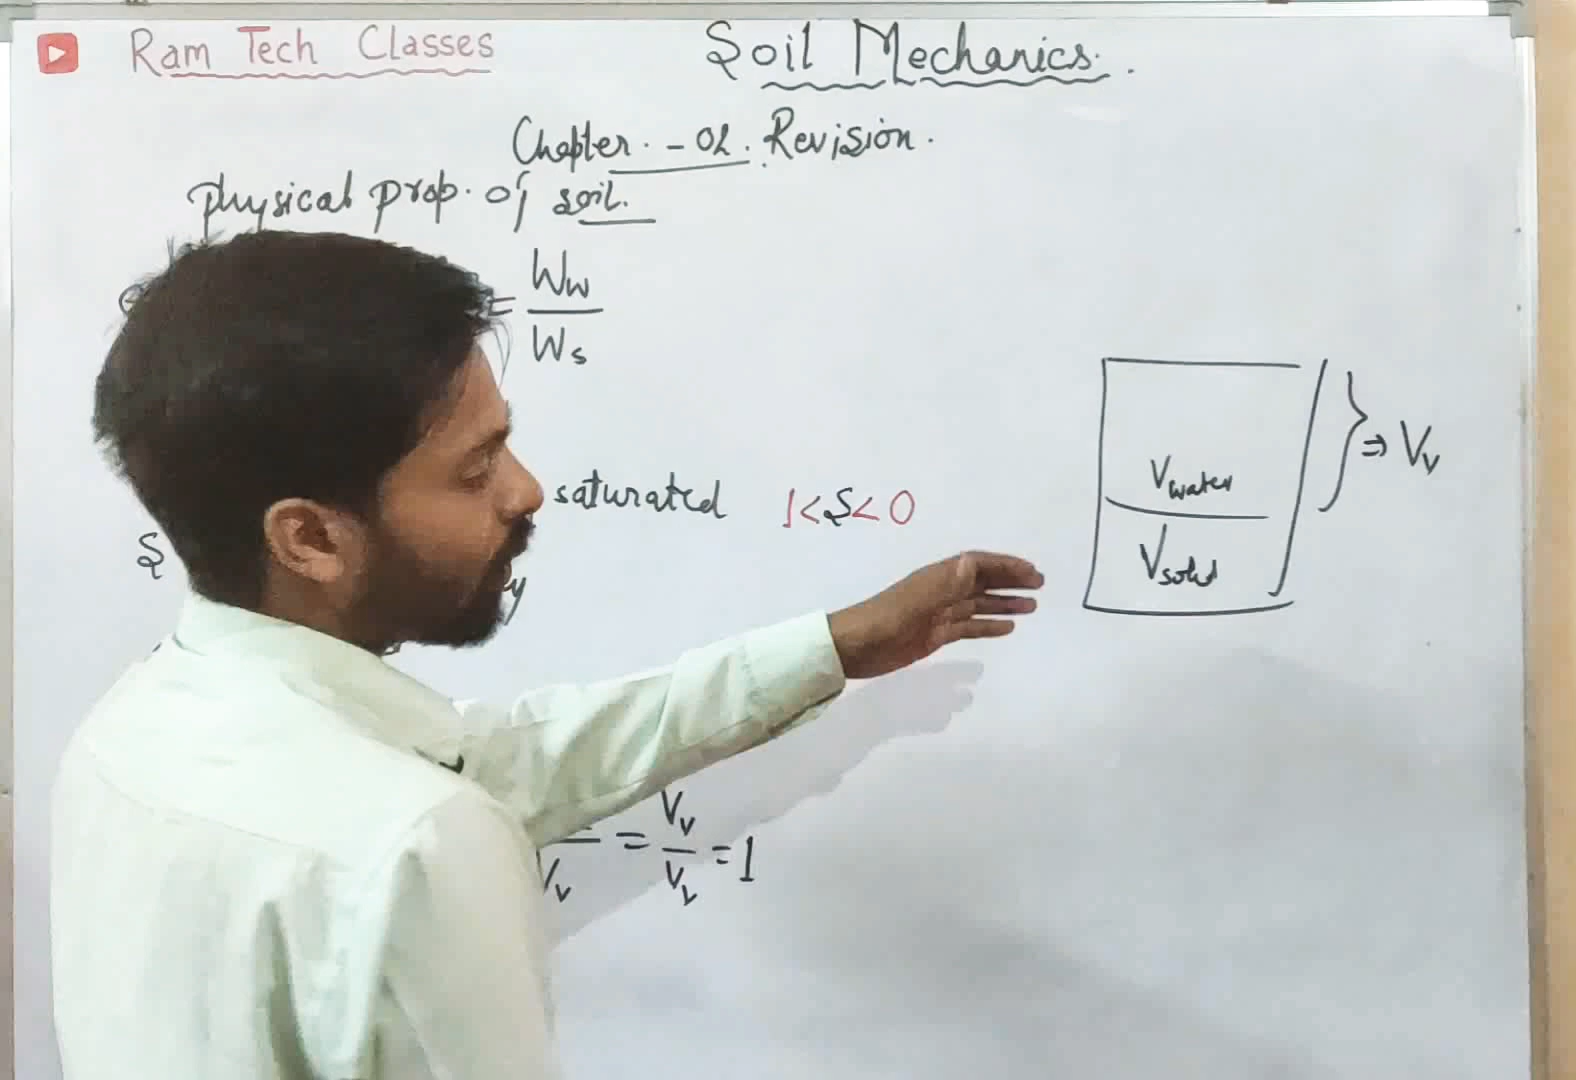 Ram Tech Classes
Soil Mechanics.
Chapter - 02. Revision.
physical prop. of soil.
= Ww
Ws
saturated 1<S<0
S
Vwater
Vsolid
⇒ Vv
Vv = Vv = 1
Vv